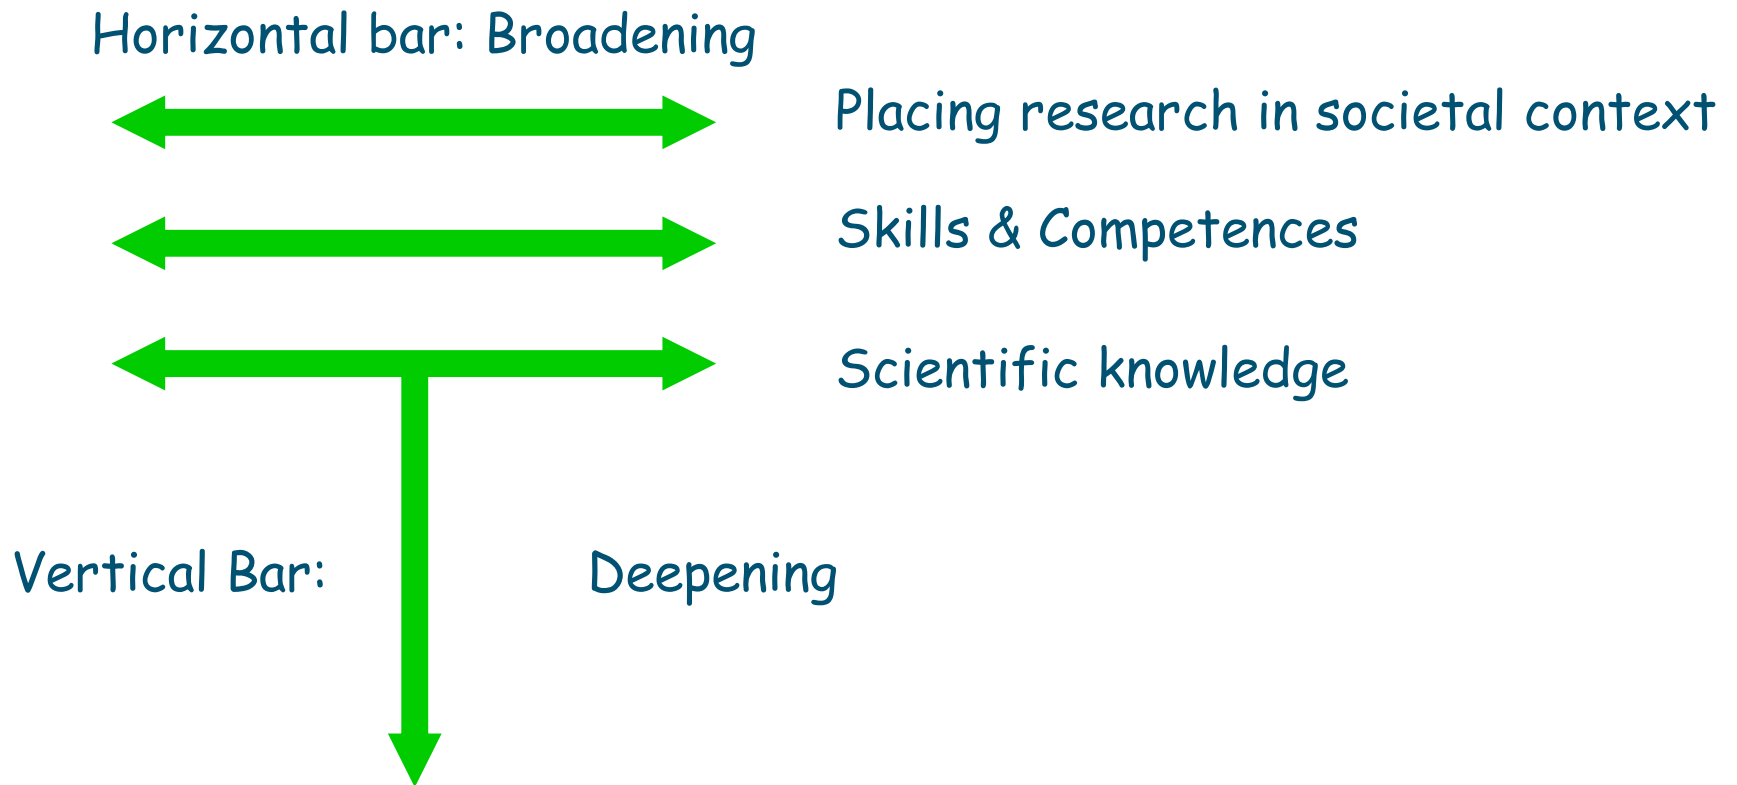 Horizontal bar: Broadening
Placing research in societal context
Skills & Competences
Scientific knowledge
Vertical Bar: Deepening